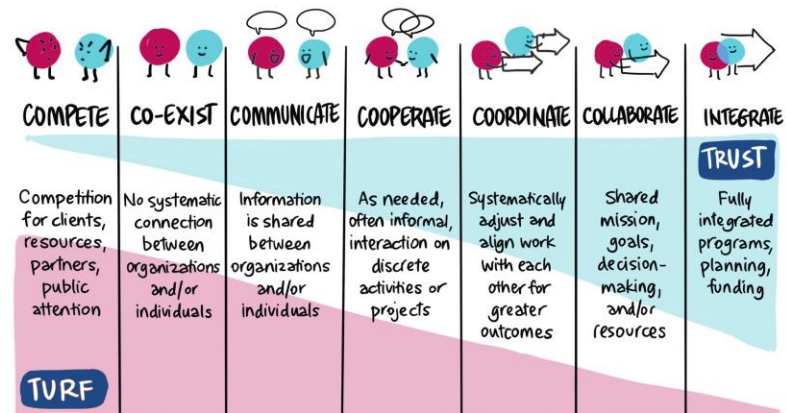 COMPETE
CO-EXIST
COMMUNICATE
COOPERATE
COORDINATE
COLLABORATE
INTEGRATE
TRUST
Competition
for clients,
resources,
partners,
public
attention
No systematic
connection
between
organizations
and/or
individuals
Information
is shared
between
organizations
and/or
individuals
As needed,
often informal,
interaction on
discrete
activities or
projects
Systematically
adjust and
align work
with each
other for
greater
outcomes
Shared
mission,
goals,
decision-
making,
and/or
resources
Fully
integrated
programs,
planning,
funding
TURF